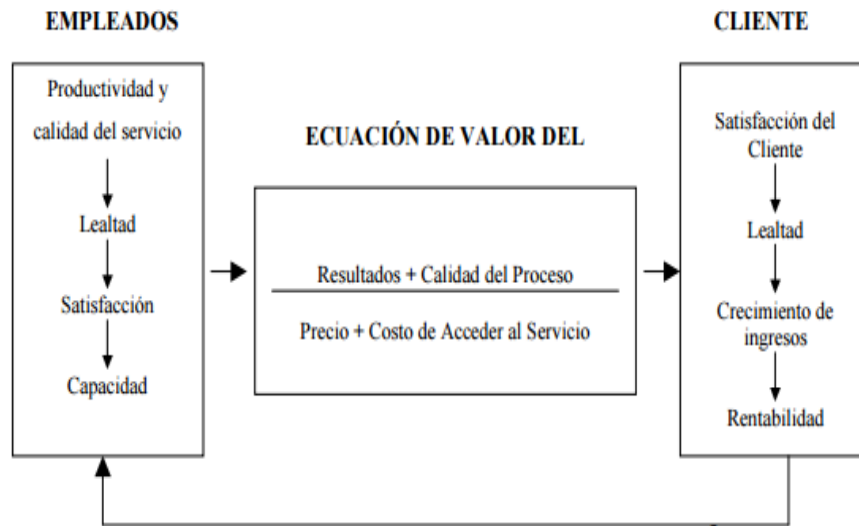 EMPLEADOS
Productividad y
calidad del servicio
Lealtad
Satisfacción
Capacidad
ECUACIÓN DE VALOR DEL
Resultados + Calidad del Proceso
Precio + Costo de Acceder al Servicio
CLIENTE
Satisfacción del
Cliente
Lealtad
Crecimiento de
ingresos
Rentabilidad